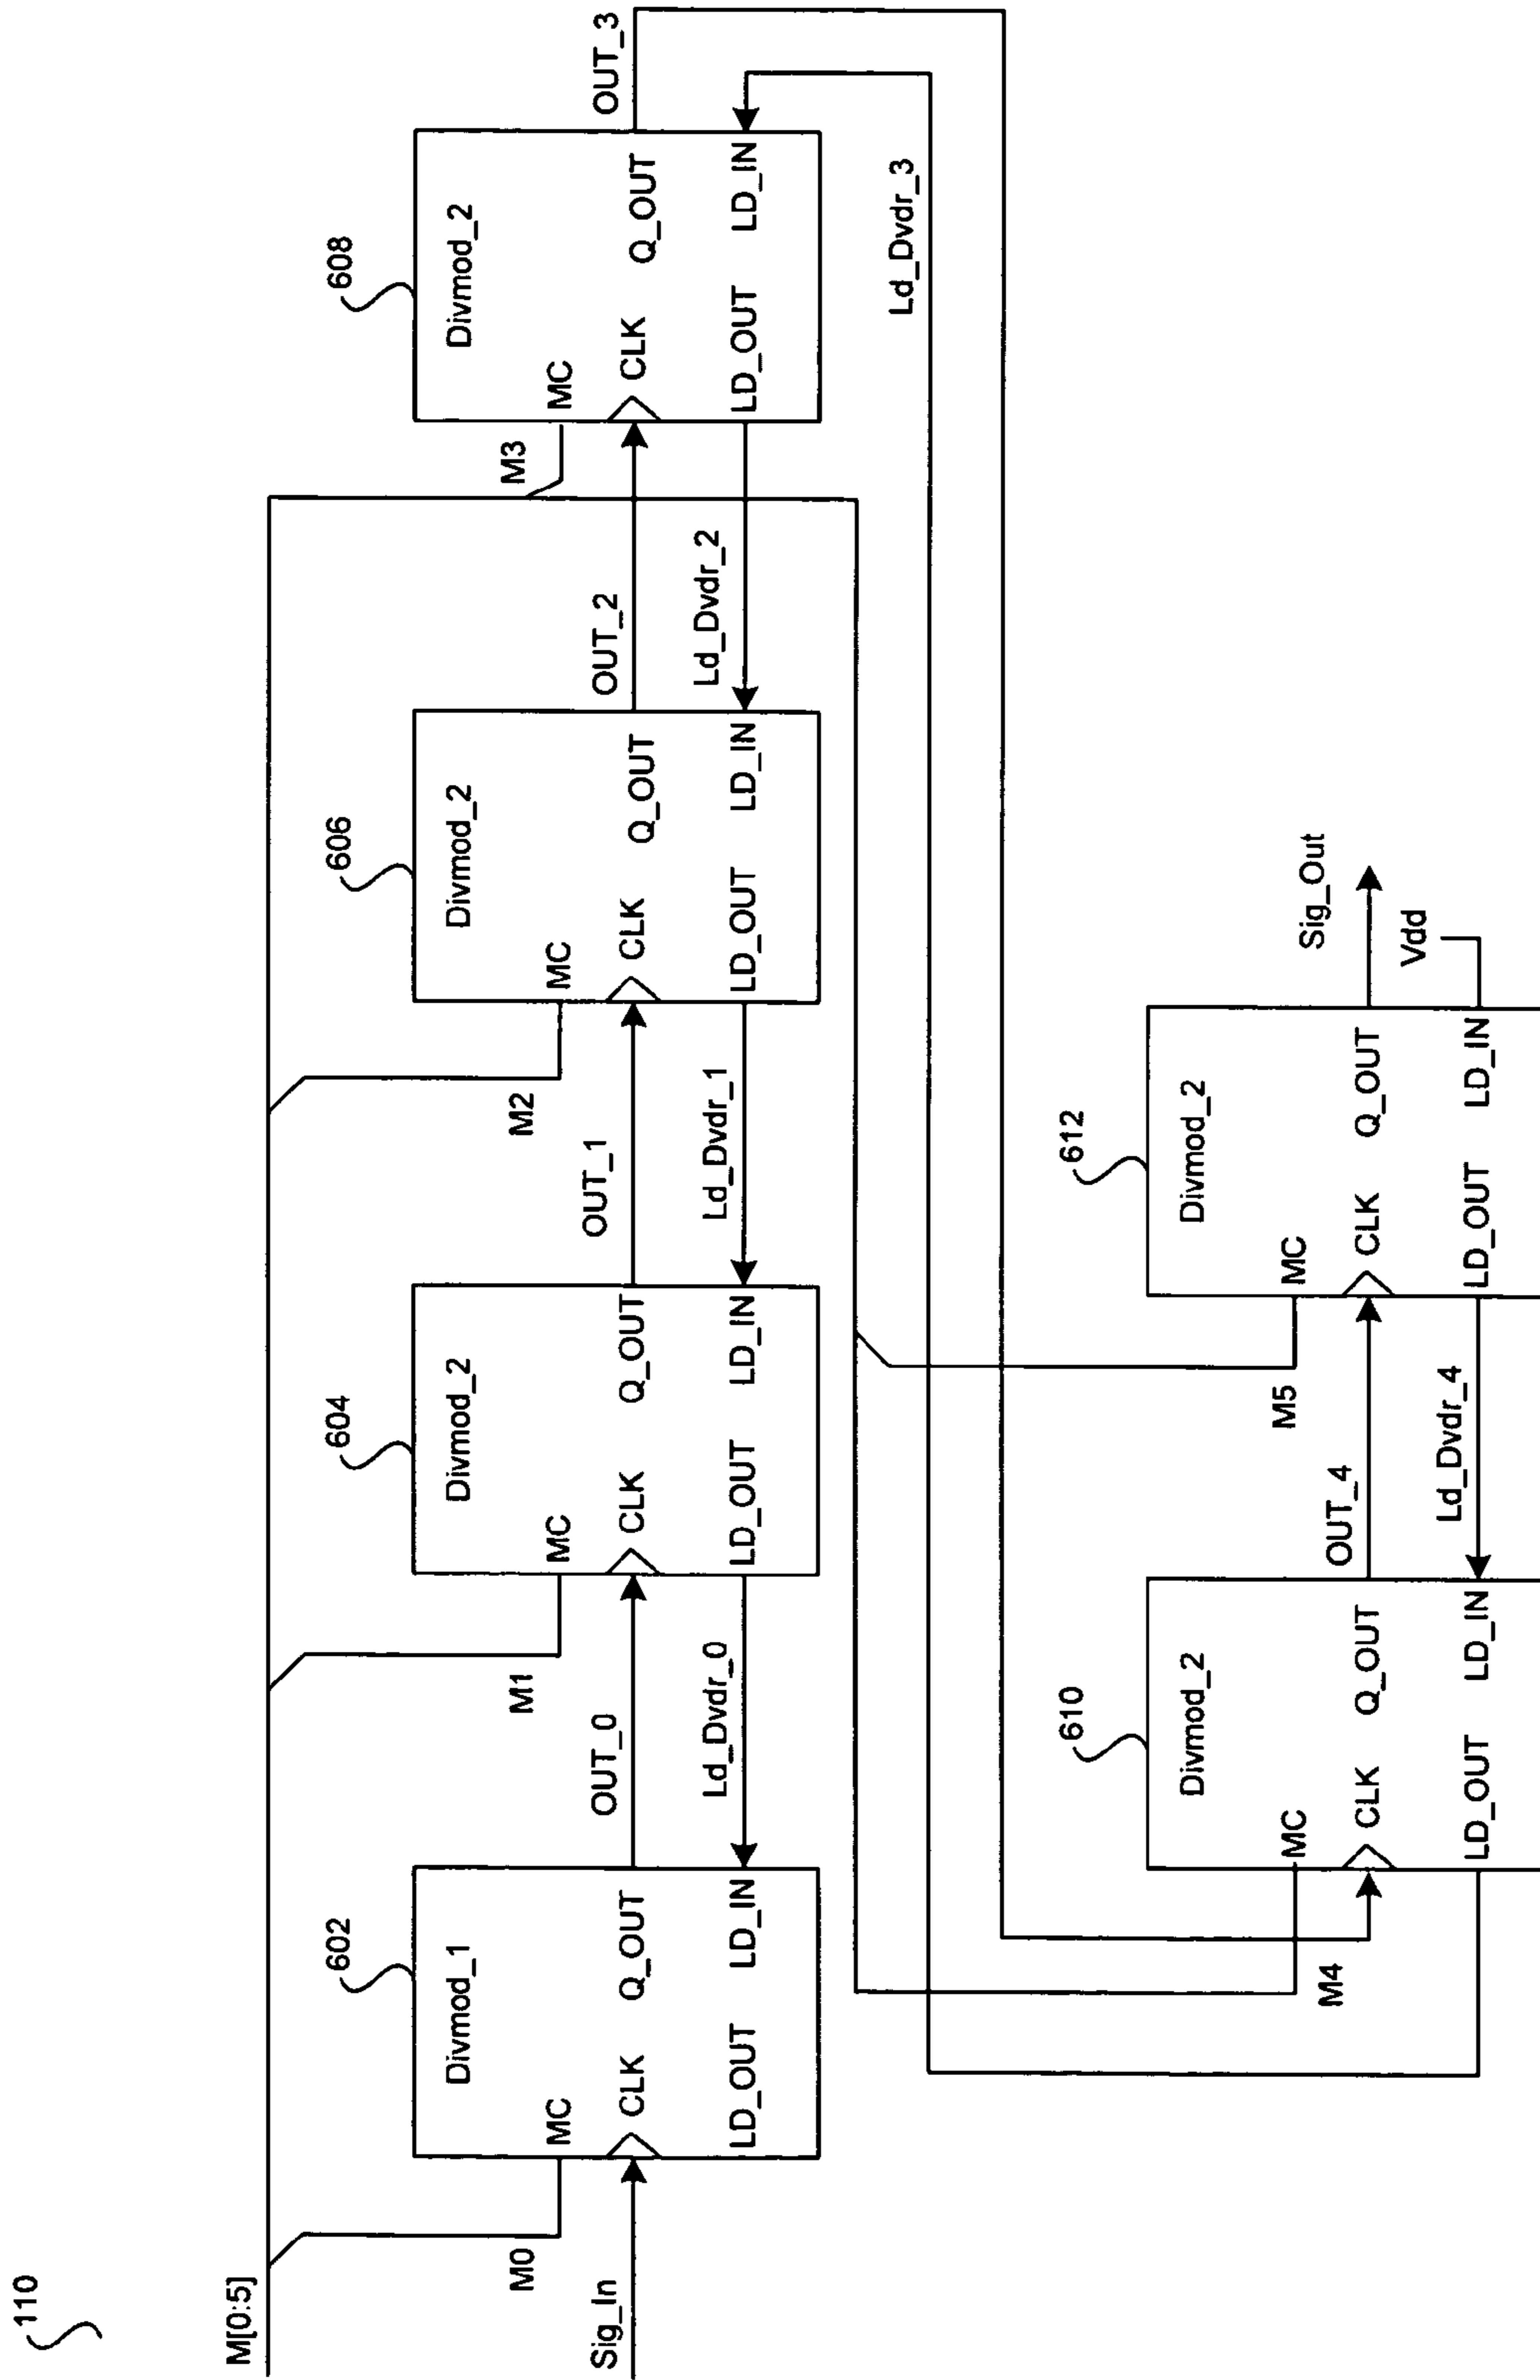 110
M[0:5]
M0
Sig_In
602
Divmod_1
MC
CLK
Q_OUT
LD_OUT
LD_IN
OUT_0
Ld_Dvdr_0
M1
604
Divmod_2
MC
CLK
Q_OUT
LD_OUT
LD_IN
OUT_1
Ld_Dvdr_1
M2
606
Divmod_2
MC
CLK
Q_OUT
LD_OUT
LD_IN
OUT_2
Ld_Dvdr_2
M3
608
Divmod_2
MC
CLK
Q_OUT
LD_OUT
LD_IN
OUT_3
Ld_Dvdr_3
M4
610
Divmod_2
MC
CLK
Q_OUT
LD_OUT
LD_IN
OUT_4
Ld_Dvdr_4
M5
612
Divmod_2
MC
CLK
Q_OUT
LD_OUT
LD_IN
Sig_Out
Vdd